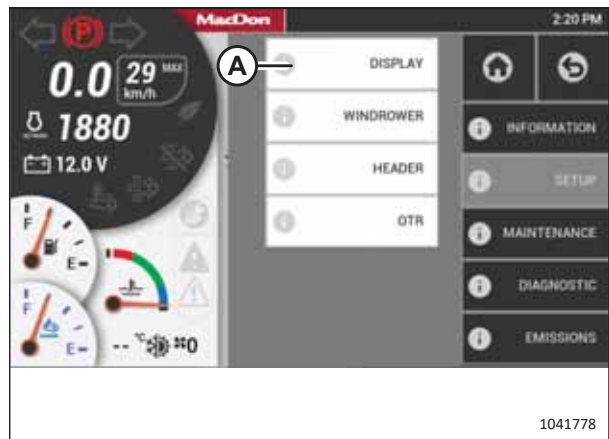 MacDon
2:20 PM
(P)
0.0
29 MAX
km/h
1880
12.0 V
A
DISPLAY
WINDROWER
HEADER
OTR
INFORMATION
SETUP
MAINTENANCE
DIAGNOSTIC
EMISSIONS
F
E
F
E
-- °C
0
1041778